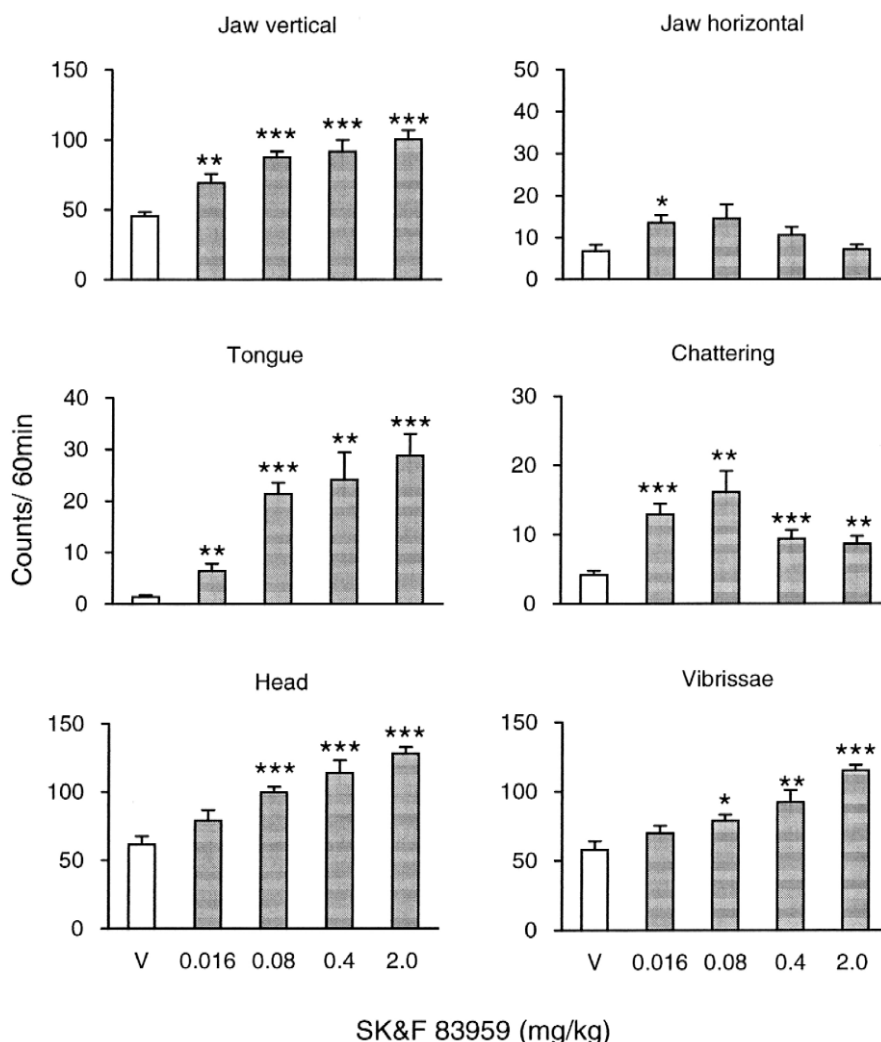 Jaw vertical
150
100
50
0
** *** *** ***
Jaw horizontal
50
40
30
20
10
0
*
Tongue
40
30
20
10
0
** *** ** ***
Chattering
30
20
10
0
*** ** *** **
Counts/ 60min
Head
150
100
50
0
*** *** ***
V 0.016 0.08 0.4 2.0
Vibrissae
150
100
50
0
* ** ***
V 0.016 0.08 0.4 2.0
SK&F 83959 (mg/kg)